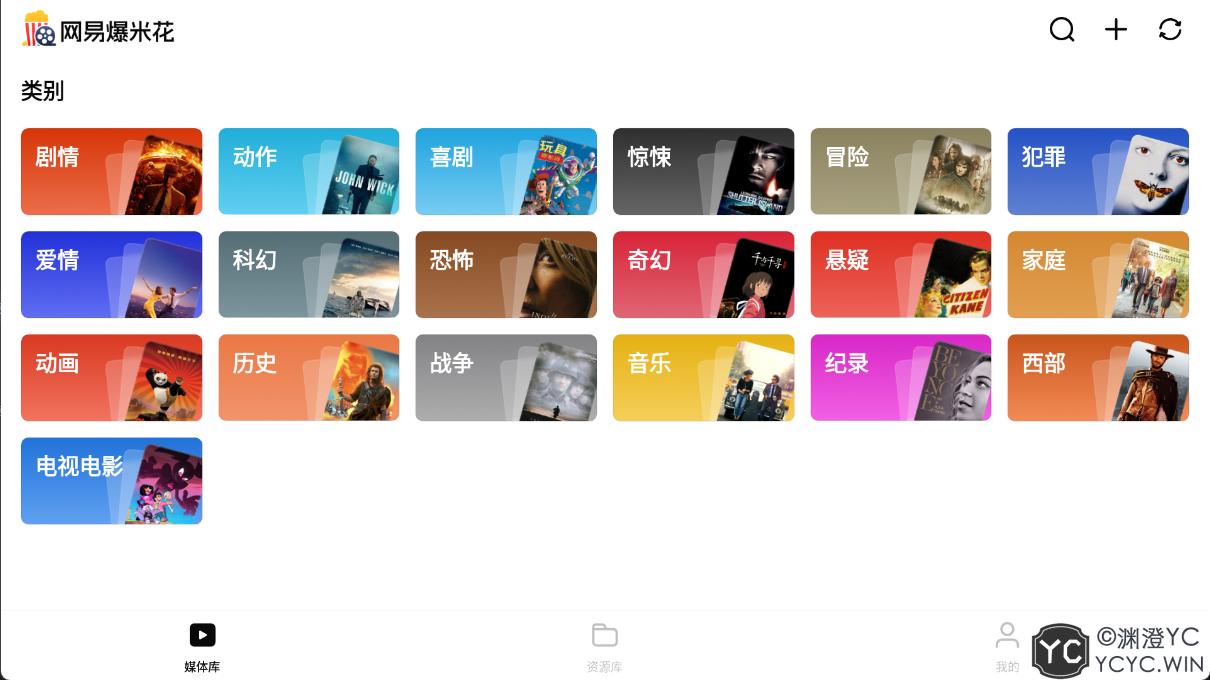 网易爆米花
类别
剧情
动作
JOHN WICK
喜剧
玩具
惊悚
SHUTTER ISLAND
冒险
犯罪
爱情
科幻
恐怖
奇幻
千与千寻
悬疑
CITIZEN
KANE
家庭
动画
历史
战争
音乐
纪录
BE
YONC
E
西部
电视电影
媒体库
资源库
我的
YC
©渊澄YC
YCYC.WIN